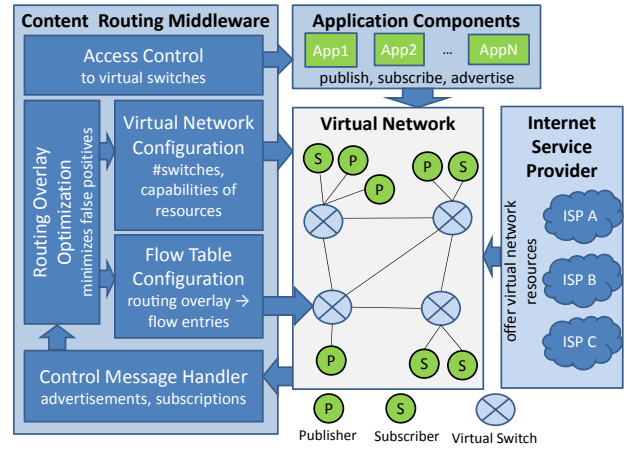 Content Routing Middleware
Access Control
to virtual switches
Routing Overlay
Optimization
minimizes false positives
Virtual Network
Configuration
#switches,
capabilities of
resources
Flow Table
Configuration
routing overlay →
flow entries
Control Message Handler
advertisements, subscriptions
Application Components
App1
App2
...
AppN
publish, subscribe, advertise
Virtual Network
S
P
P
P
S
P
S
S
Internet
Service
Provider
offer virtual network
resources
ISP A
ISP B
ISP C
P
S
Publisher
Subscriber
Virtual Switch